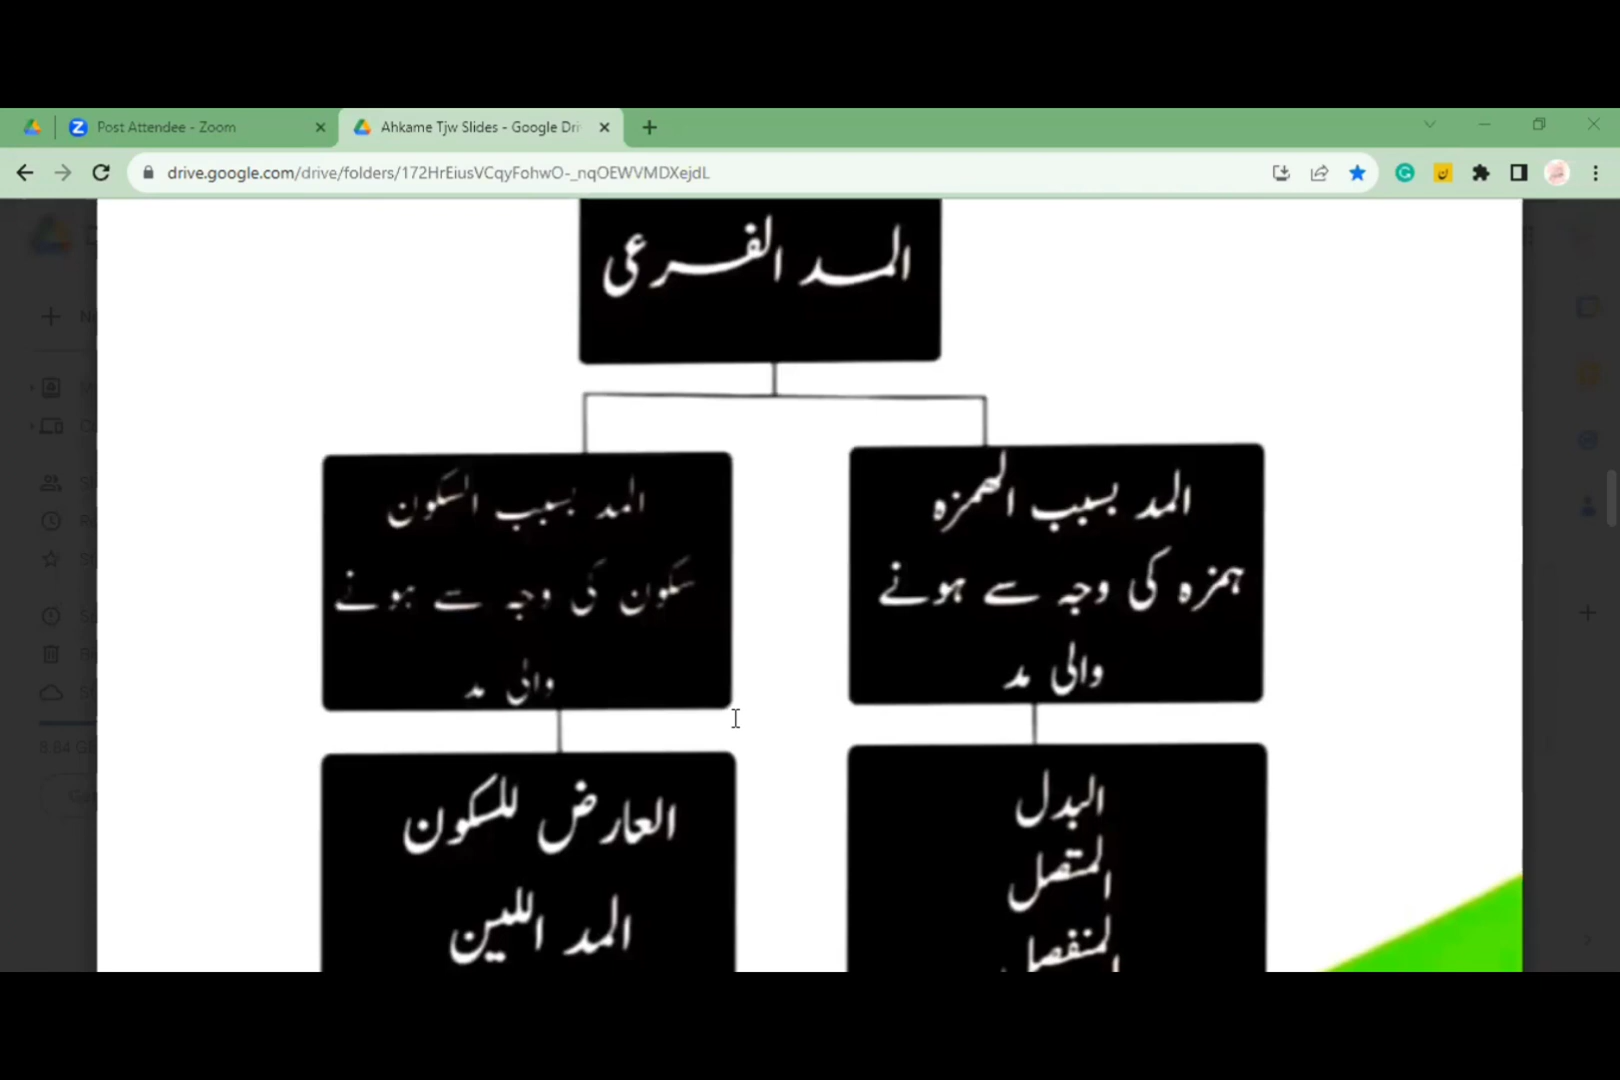 Post Attendee - Zoom
Ahkame Tjw Slides - Google Dri
drive.google.com/drive/folders/172HrEiusVCqyFohwO-_nqOEWVMDXejdL
المد الفرعی
المد بسبب الھمزہ
ہمزہ کی وجہ سے ہونے
والی مد
المد بسبب السکون
سکون کی وجہ سے ہونے
والی مد
البدل
المتصل
المنفصل
العارض للسکون
المد اللین